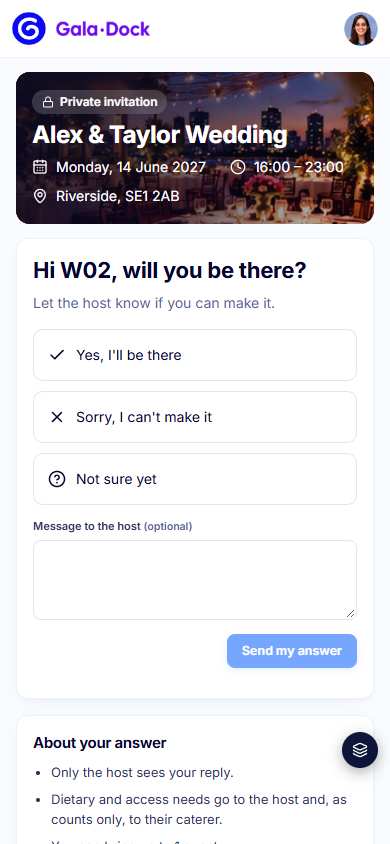 Gala·Dock
Private invitation
Alex & Taylor Wedding
Monday, 14 June 2027 16:00 – 23:00
Riverside, SE1 2AB
Hi W02, will you be there?
Let the host know if you can make it.
Yes, I'll be there
Sorry, I can't make it
Not sure yet
Message to the host (optional)
Send my answer
About your answer
Only the host sees your reply.
Dietary and access needs go to the host and, as
counts only, to their caterer.